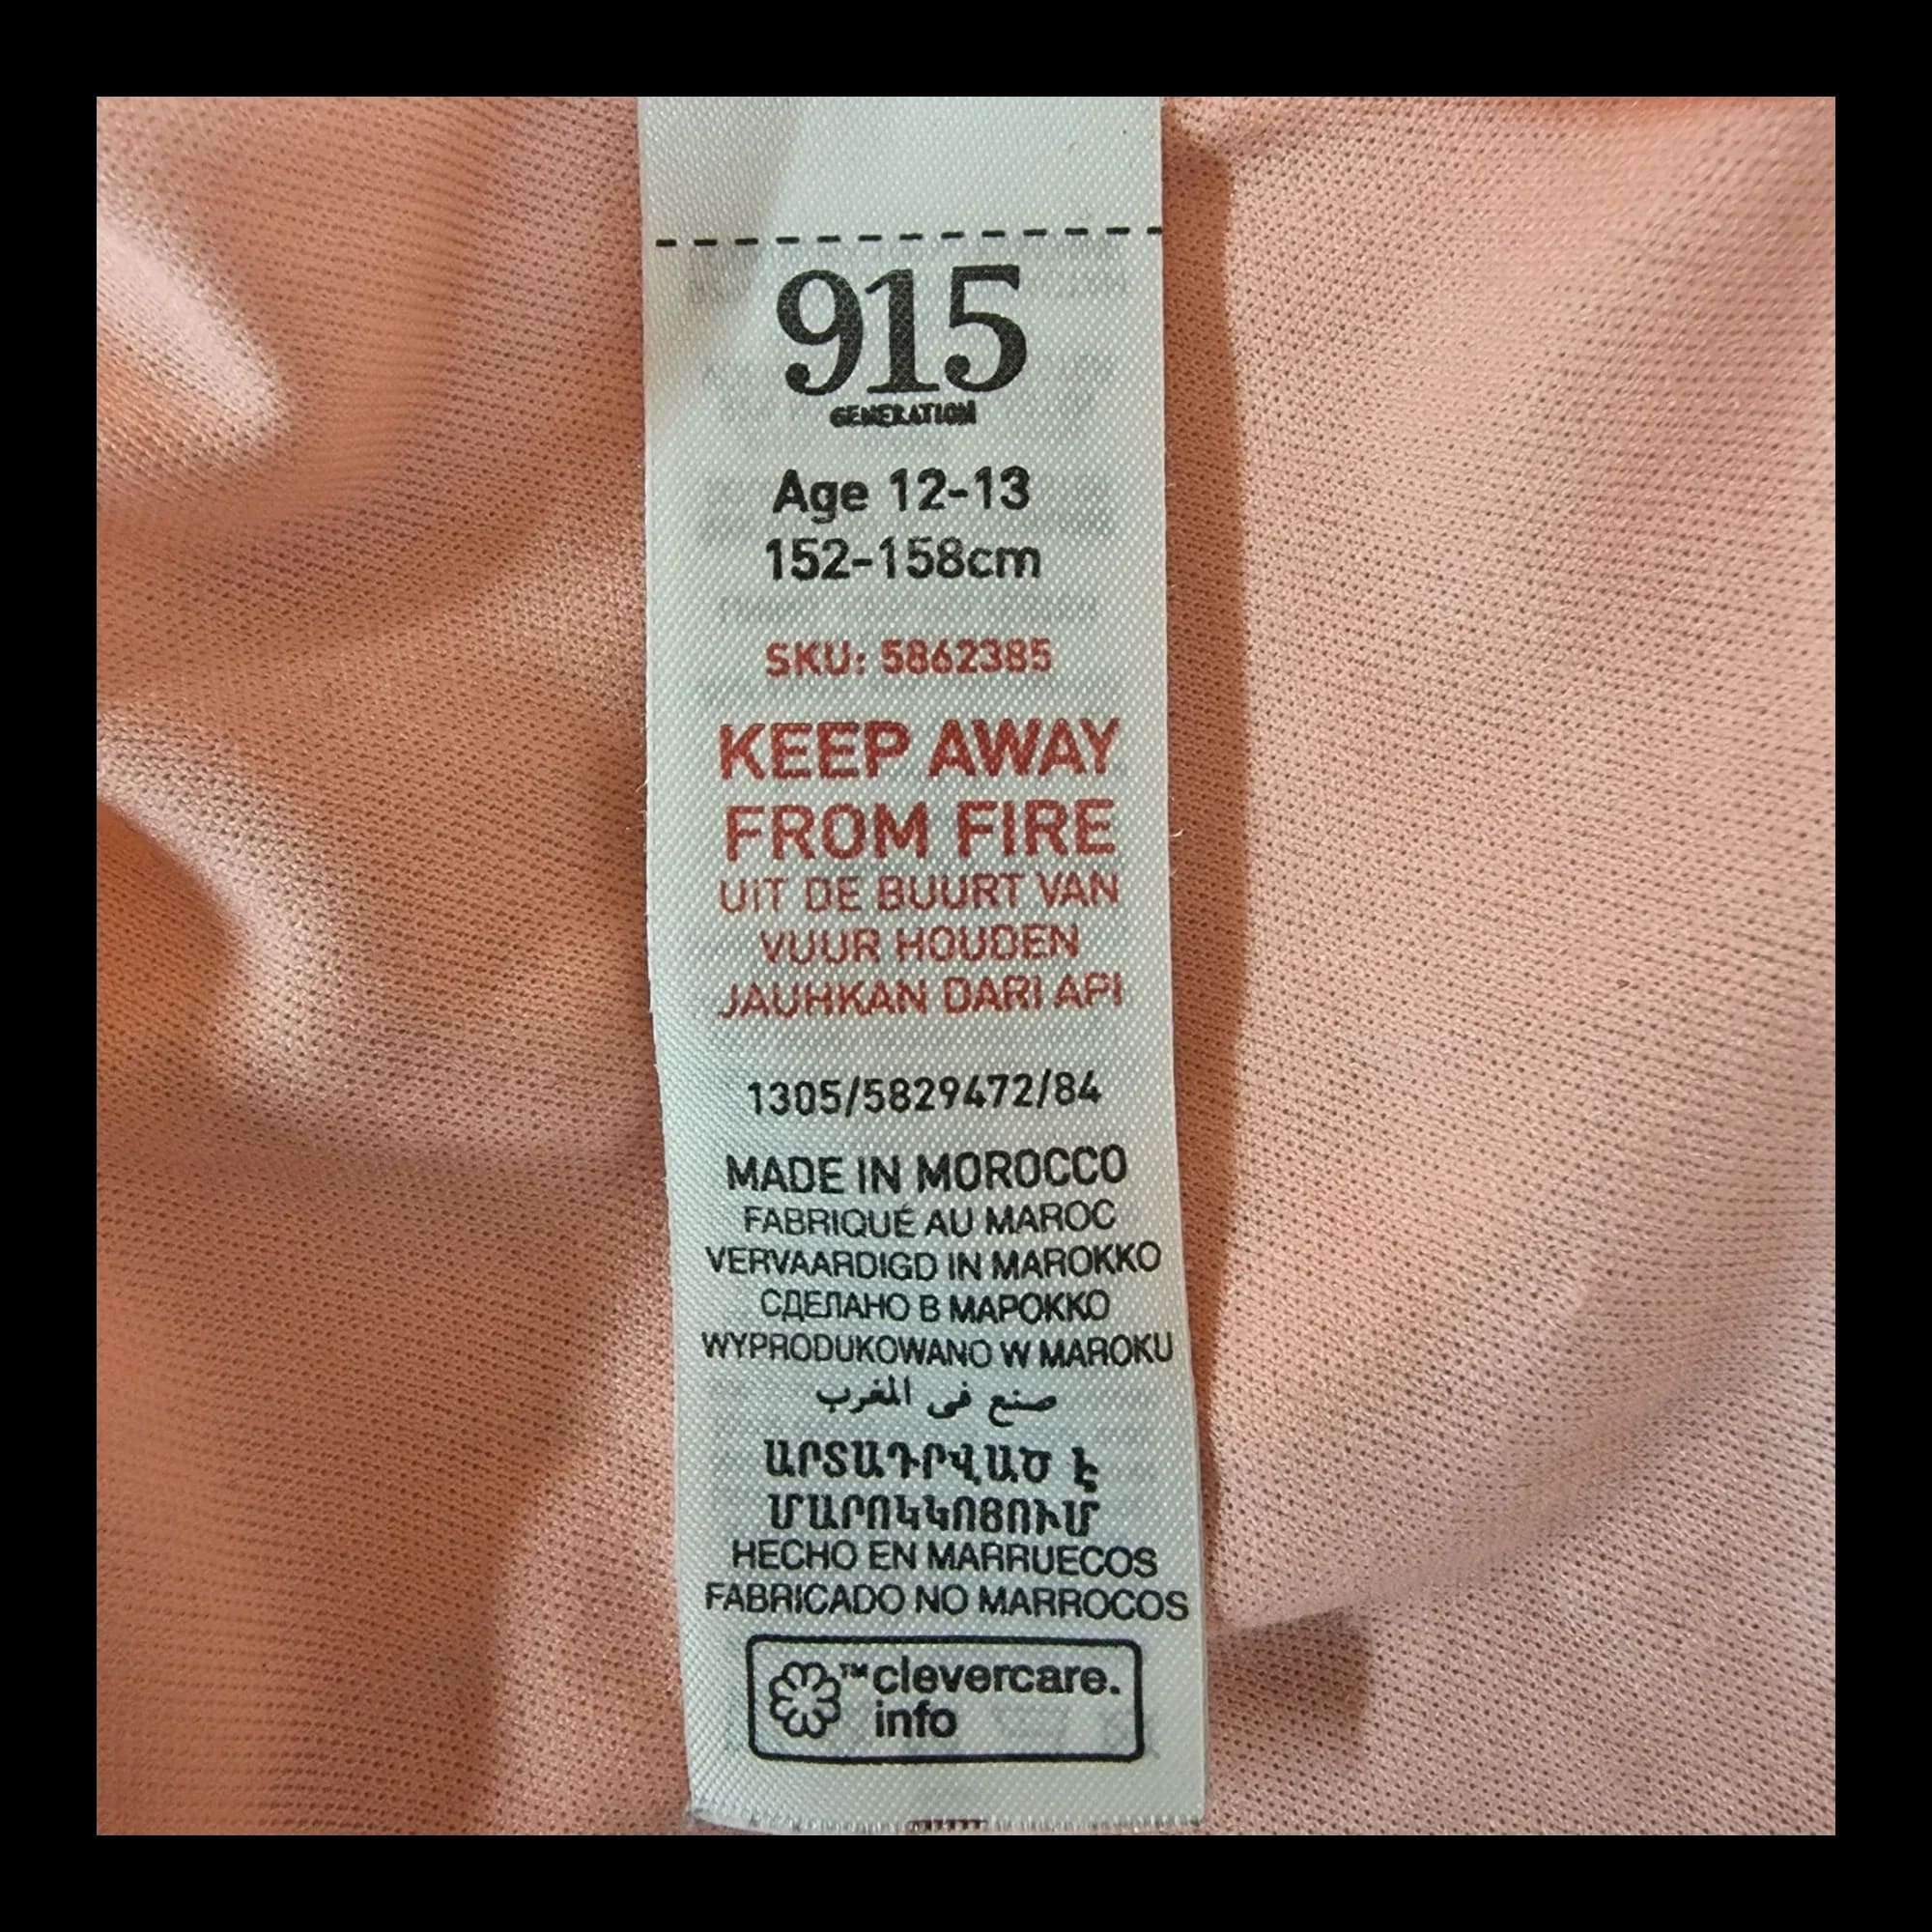 915
GENERATION
Age 12-13
152-158cm
SKU: 5862385
KEEP AWAY
FROM FIRE
UIT DE BUURT VAN
VUUR HOUDEN
JAUHKAN DARI API
1305/5829472/84
MADE IN MOROCCO
FABRIQUÉ AU MAROC
VERVAARDIGD IN MAROKKO
СДЕЛАНО В МАРОККО
WYPRODUKOWANO W MAROKU
صنع فى المغرب
ԱՐՏԱԴՐՎԱԾ Է
ՄԱՐՈԿԿՈՅՈՒՄ
HECHO EN MARRUECOS
FABRICADO NO MARROCOS
™clevercare.
info